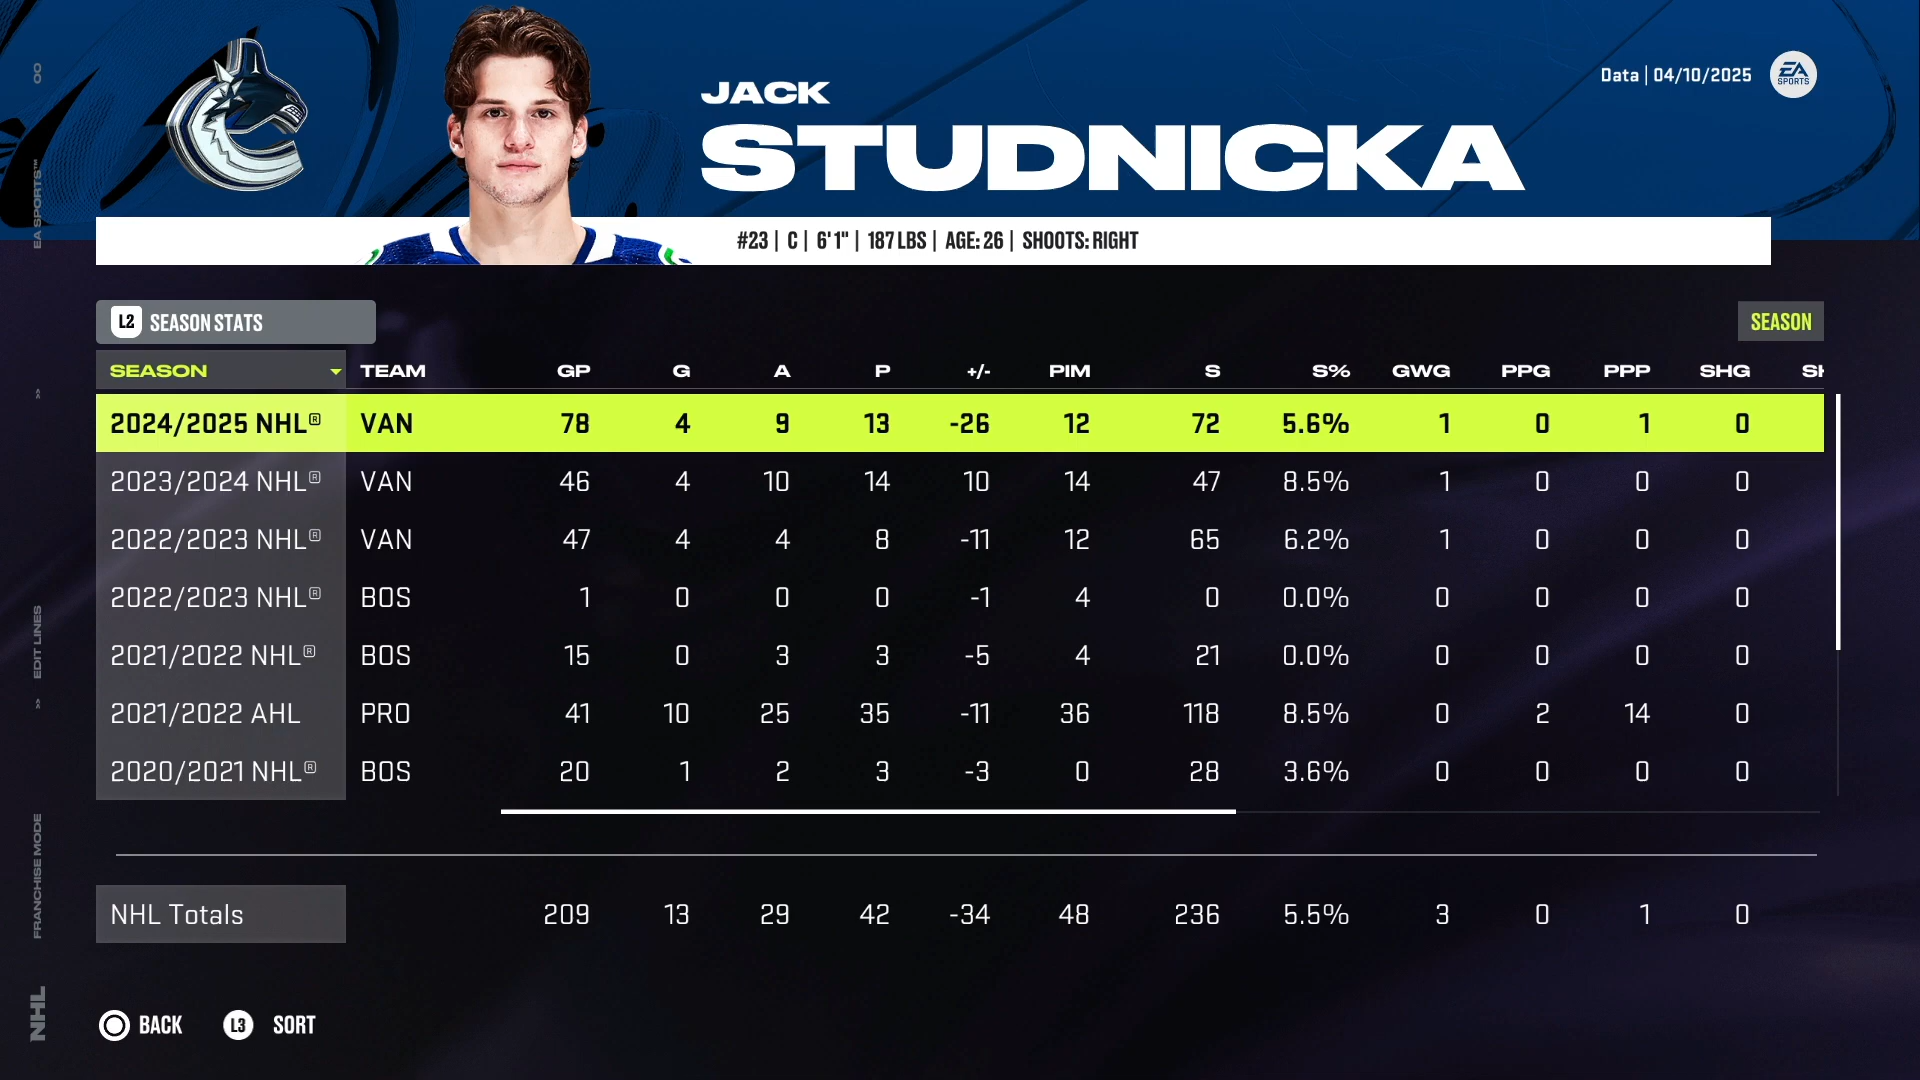 JACK
STUDNICKA
Data | 04/10/2025
EA SPORTS
#23 | C | 6'1" | 187 LBS | AGE: 26 | SHOOTS: RIGHT
L2 SEASON STATS
SEASON
SEASON TEAM GP G A P +/- PIM S S% GWG PPG PPP SHG
2024/2025 NHL® VAN 78 4 9 13 -26 12 72 5.6% 1 0 1 0
2023/2024 NHL® VAN 46 4 10 14 10 14 47 8.5% 1 0 0 0
2022/2023 NHL® VAN 47 4 4 8 -11 12 65 6.2% 1 0 0 0
2022/2023 NHL® BOS 1 0 0 0 -1 4 0 0.0% 0 0 0 0
2021/2022 NHL® BOS 15 0 3 3 -5 4 21 0.0% 0 0 0 0
2021/2022 AHL PRO 41 10 25 35 -11 36 118 8.5% 0 2 14 0
2020/2021 NHL® BOS 20 1 2 3 -3 0 28 3.6% 0 0 0 0
NHL Totals 209 13 29 42 -34 48 236 5.5% 3 0 1 0
BACK L3 SORT
NHL
FRANCHISE MODE
EDIT LINES
EA SPORTS™